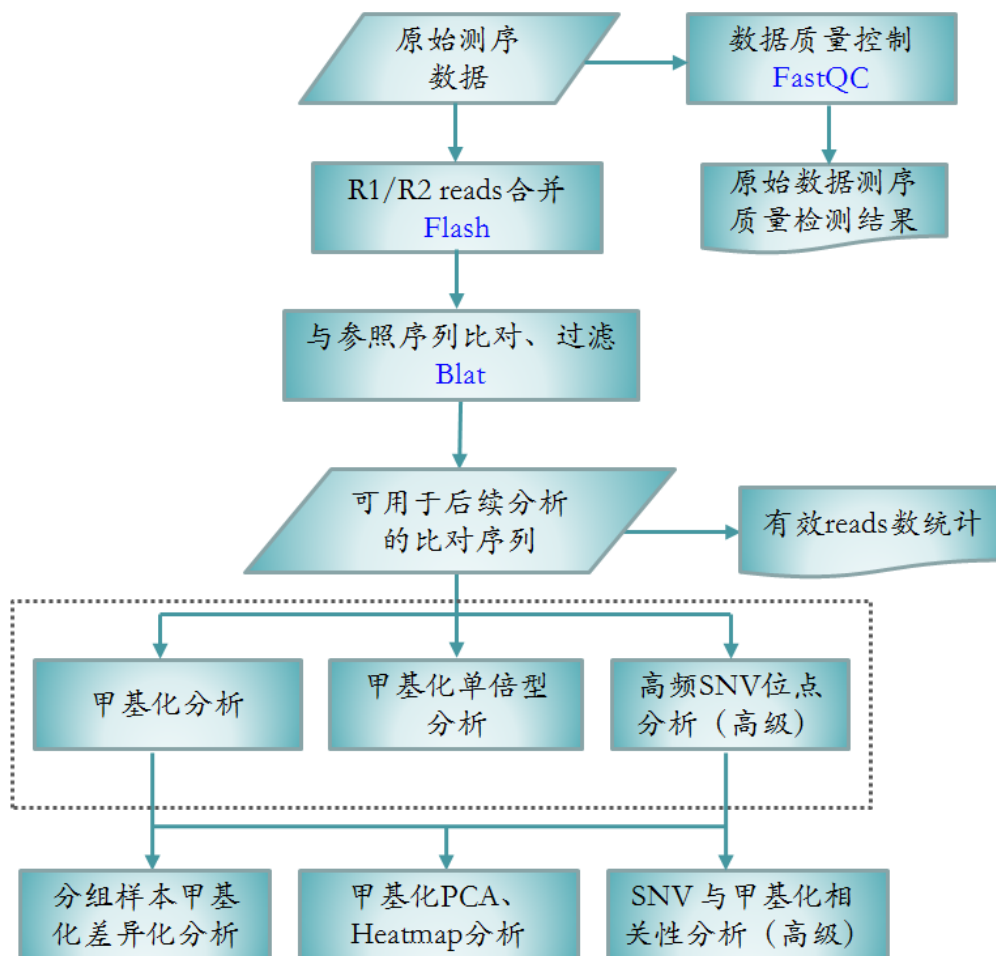 原始测序
数据
数据质量控制
FastQC
R1/R2 reads合并
Flash
原始数据测序
质量检测结果
与参照序列比对、过滤
Blat
可用于后续分析
的比对序列
有效reads数统计
甲基化分析
甲基化单倍型
分析
高频SNV位点
分析（高级）
分组样本甲基
化差异化分析
甲基化PCA、
Heatmap分析
SNV 与甲基化相
关性分析（高级）